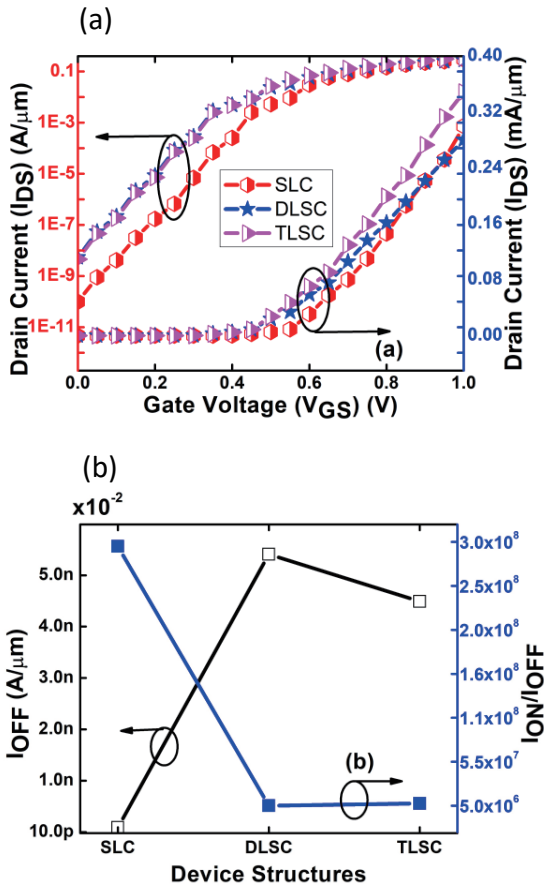 (a)
Drain Current (IDS) (A/μm)
0.1
1E-3
1E-5
1E-7
1E-9
1E-11
SLC
DLSC
TLSC
0.40
0.32
0.24
0.16
0.08
0.00
Drain Current (IDS) (mA/μm)
(a)
0.0
0.2
0.4
0.6
0.8
1.0
Gate Voltage (VGS) (V)
(b)
x10-2
IOFF (A/μm)
5.0n
4.0n
3.0n
2.0n
1.0n
10.0p
3.0x10⁸
2.8x10⁸
2.2x10⁸
1.6x10⁸
1.1x10⁸
5.5x10⁷
5.0x10⁶
ION/IOFF
(b)
SLC
DLSC
TLSC
Device Structures